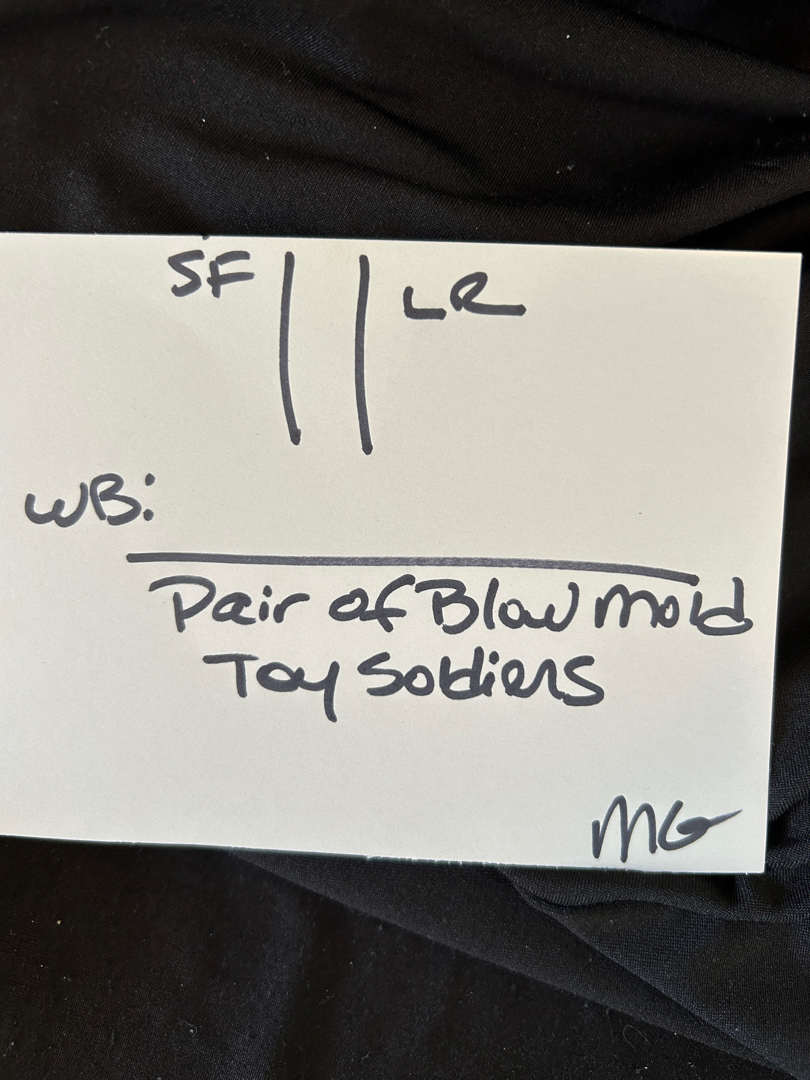 SF || LR
WB:
Pair of Blow Mold
Toy Soldiers
MG